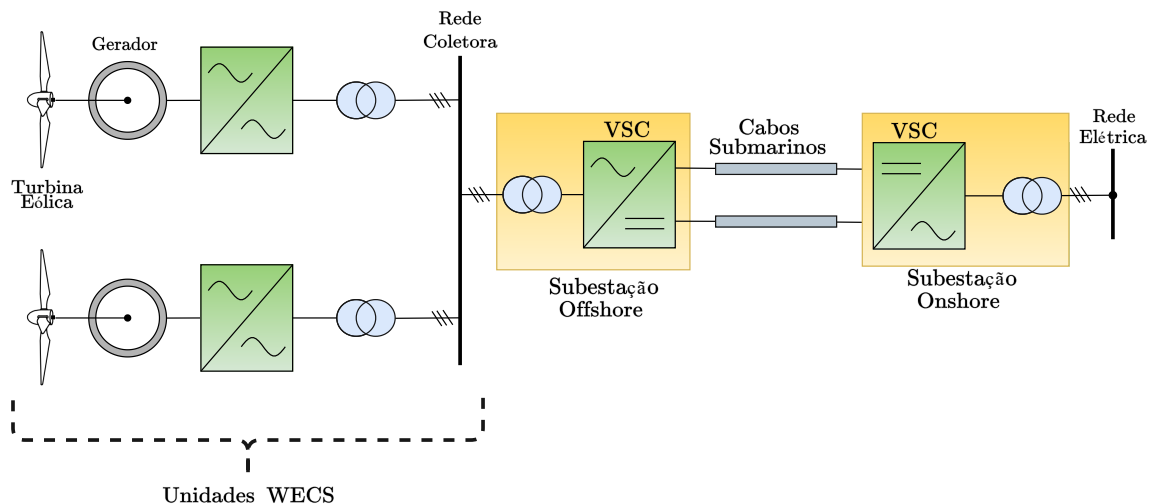 Rede
Coletora
Gerador
Turbina
Eólica
VSC
Cabos
Submarinos
VSC
Rede
Elétrica
Subestação
Offshore
Subestação
Onshore
Unidades WECS